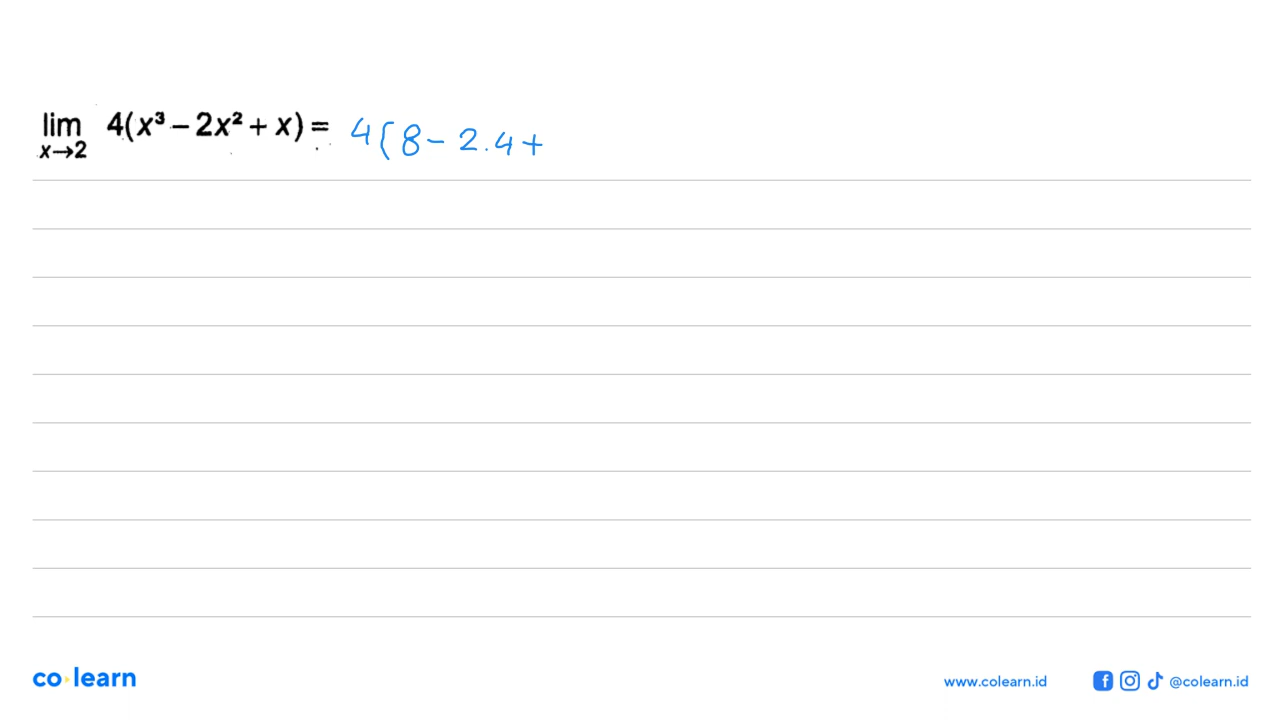 lim 4(x³ – 2x² + x) = 4(8 – 2.4 +
x→2
co learn
www.colearn.id @colearn.id